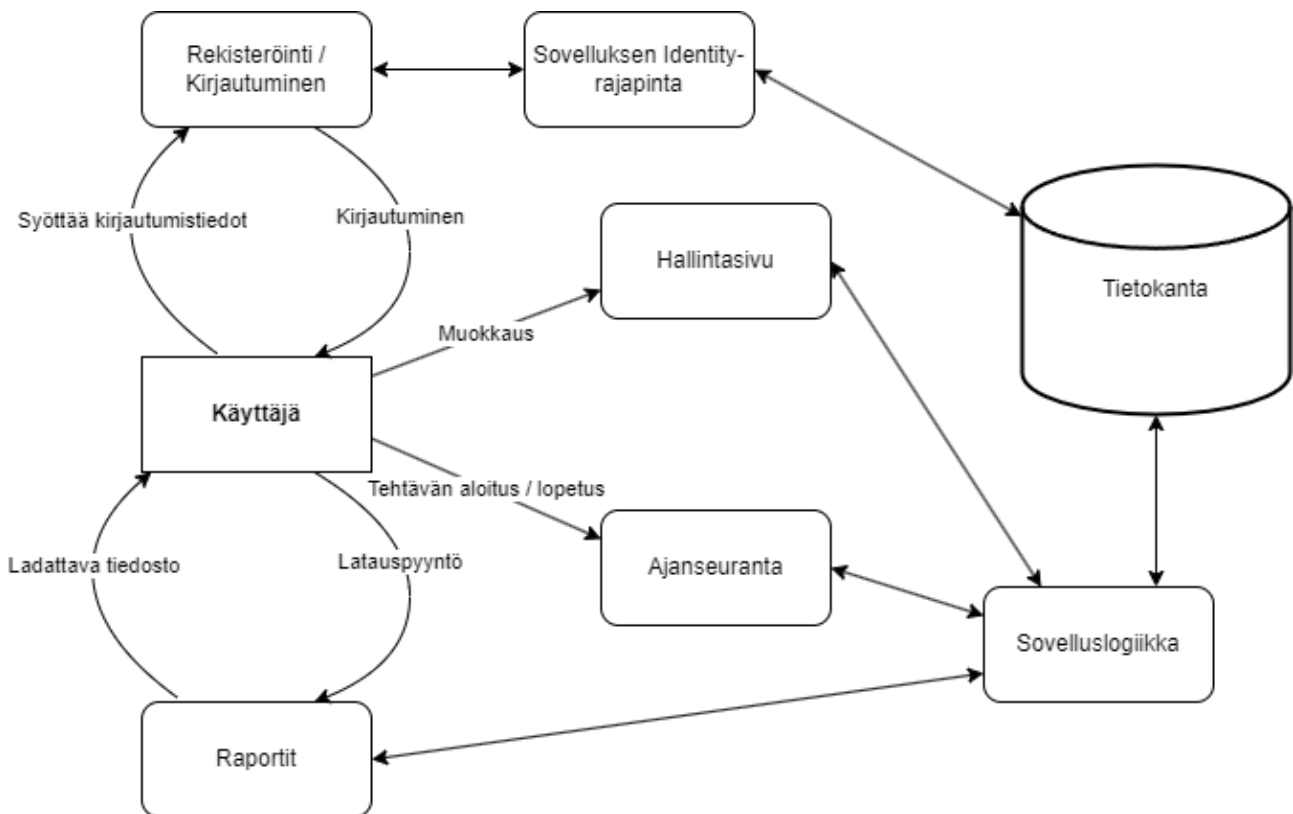 Rekisteröinti /
Kirjautuminen
Sovelluksen Identity-
rajapinta
Syöttää kirjautumistiedot
Kirjautuminen
Hallintasivu
Tietokanta
Muokkaus
Käyttäjä
Tehtävän aloitus / lopetus
Ladattava tiedosto
Latauspyyntö
Ajanseuranta
Sovelluslogiikka
Raportit